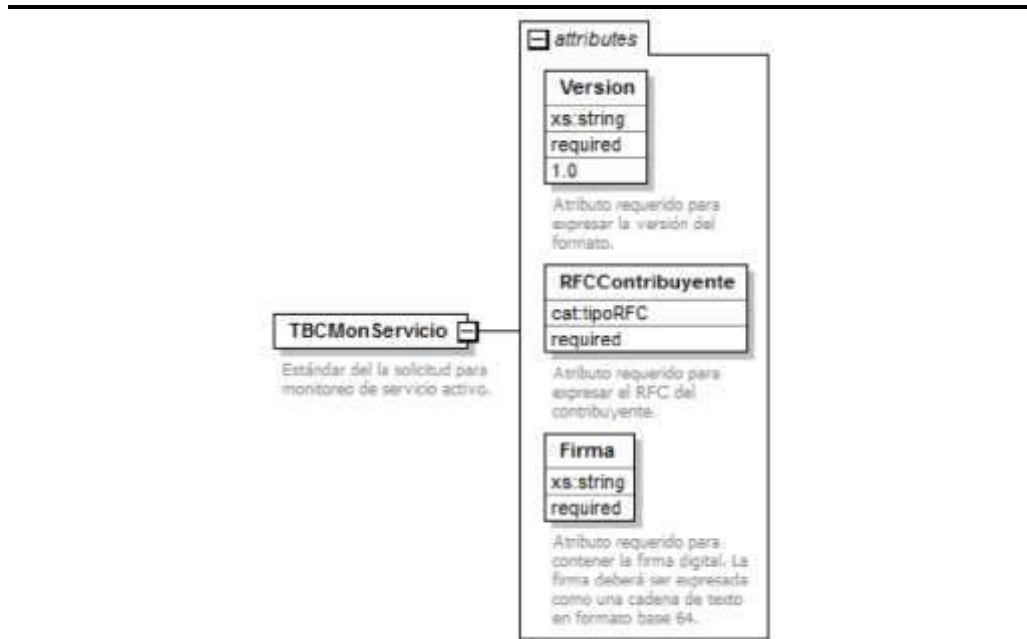 attributes
Version
xs:string
required
1.0
Atributo requerido para
expresar la versión del
formato.
RFCContribuyente
cat:tipoRFC
required
Atributo requerido para
expresar el RFC del
contribuyente.
TBCMonServicio
Estándar del la solicitud para
monitoreo de servicio activo.
Firma
xs:string
required
Atributo requerido para
contener la firma digital. La
firma deberá ser expresada
como una cadena de texto
en formato base 64.